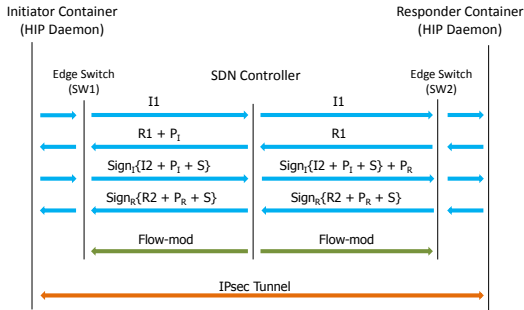 Initiator Container
(HIP Daemon)
Responder Container
(HIP Daemon)
Edge Switch
(SW1)
SDN Controller
Edge Switch
(SW2)
I1
I1
R1 + P_I
R1
Sign_I{I2 + P_I + S}
Sign_I{I2 + P_I + S} + P_R
Sign_R{R2 + P_R + S}
Sign_R{R2 + P_R + S}
Flow-mod
Flow-mod
IPsec Tunnel